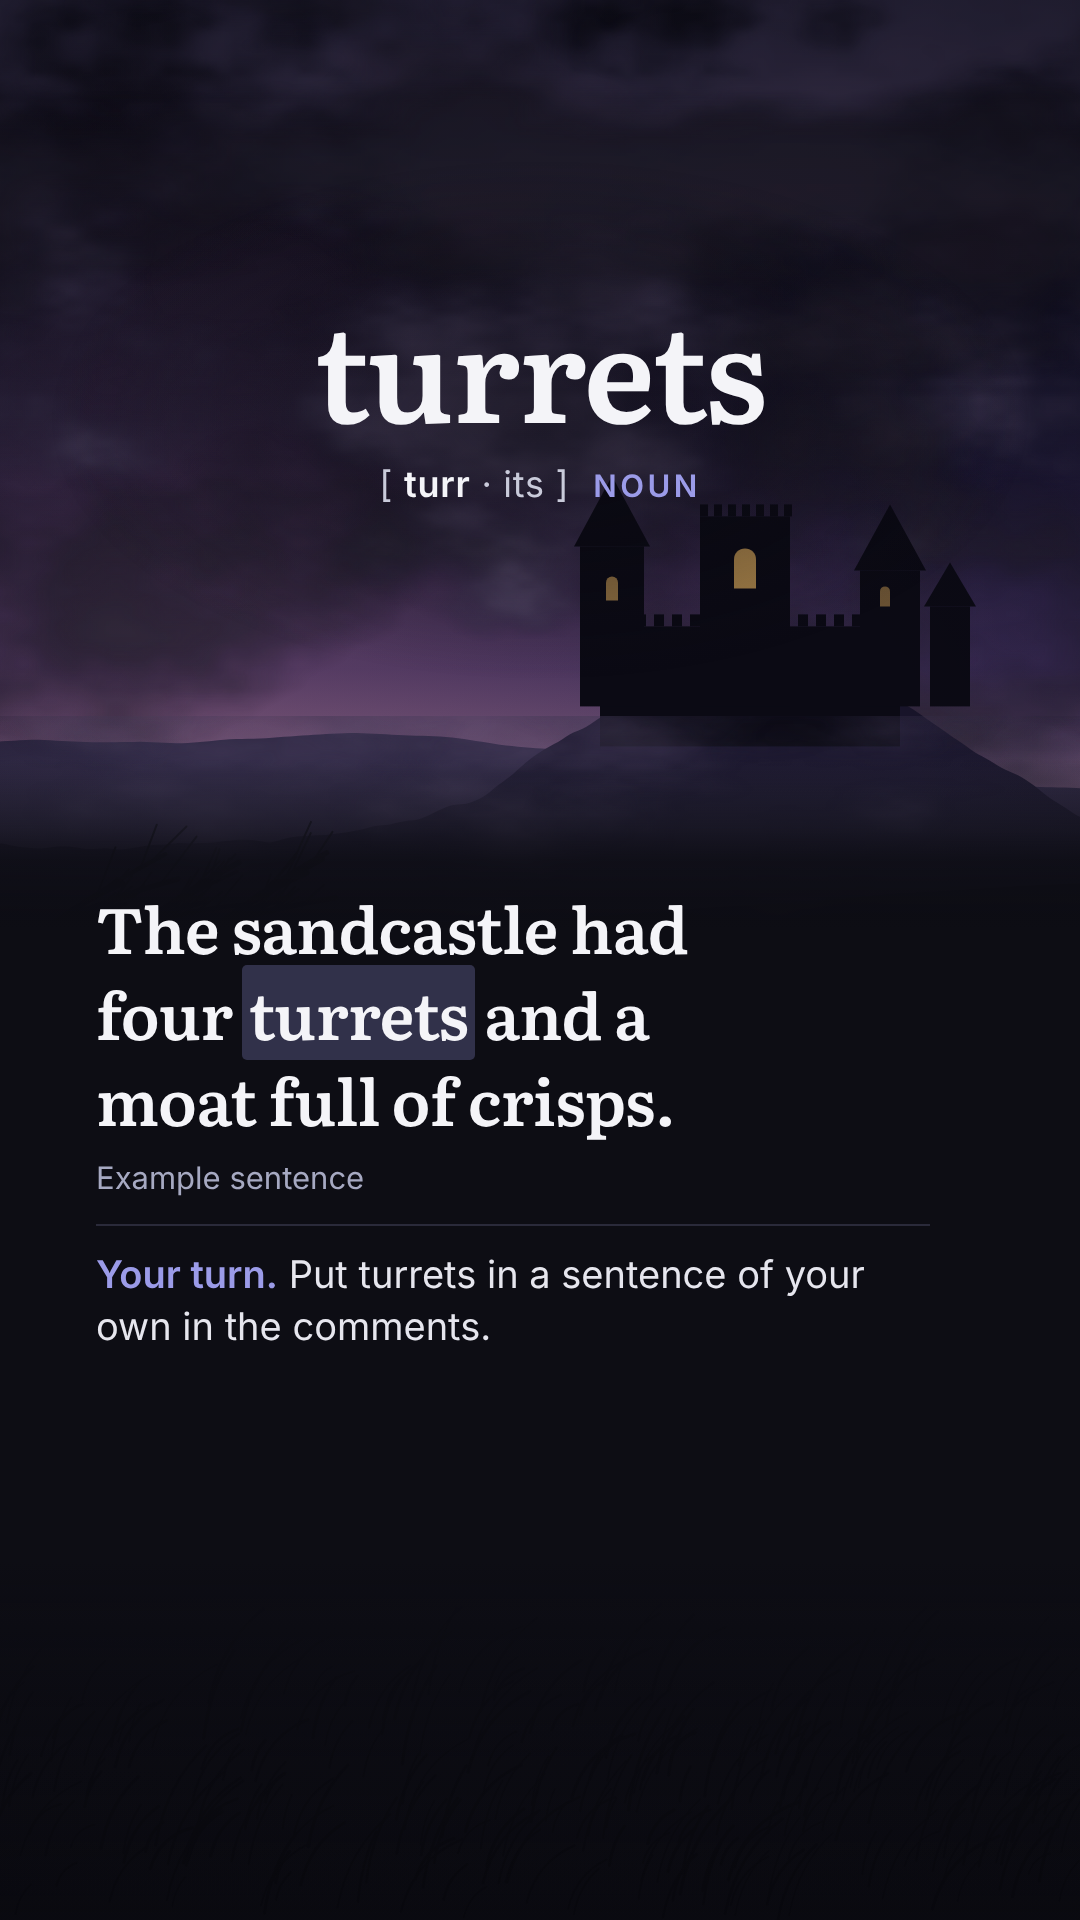 turrets
[ turr · its ] NOUN
The sandcastle had
four turrets and a
moat full of crisps.
Example sentence
Your turn. Put turrets in a sentence of your
own in the comments.